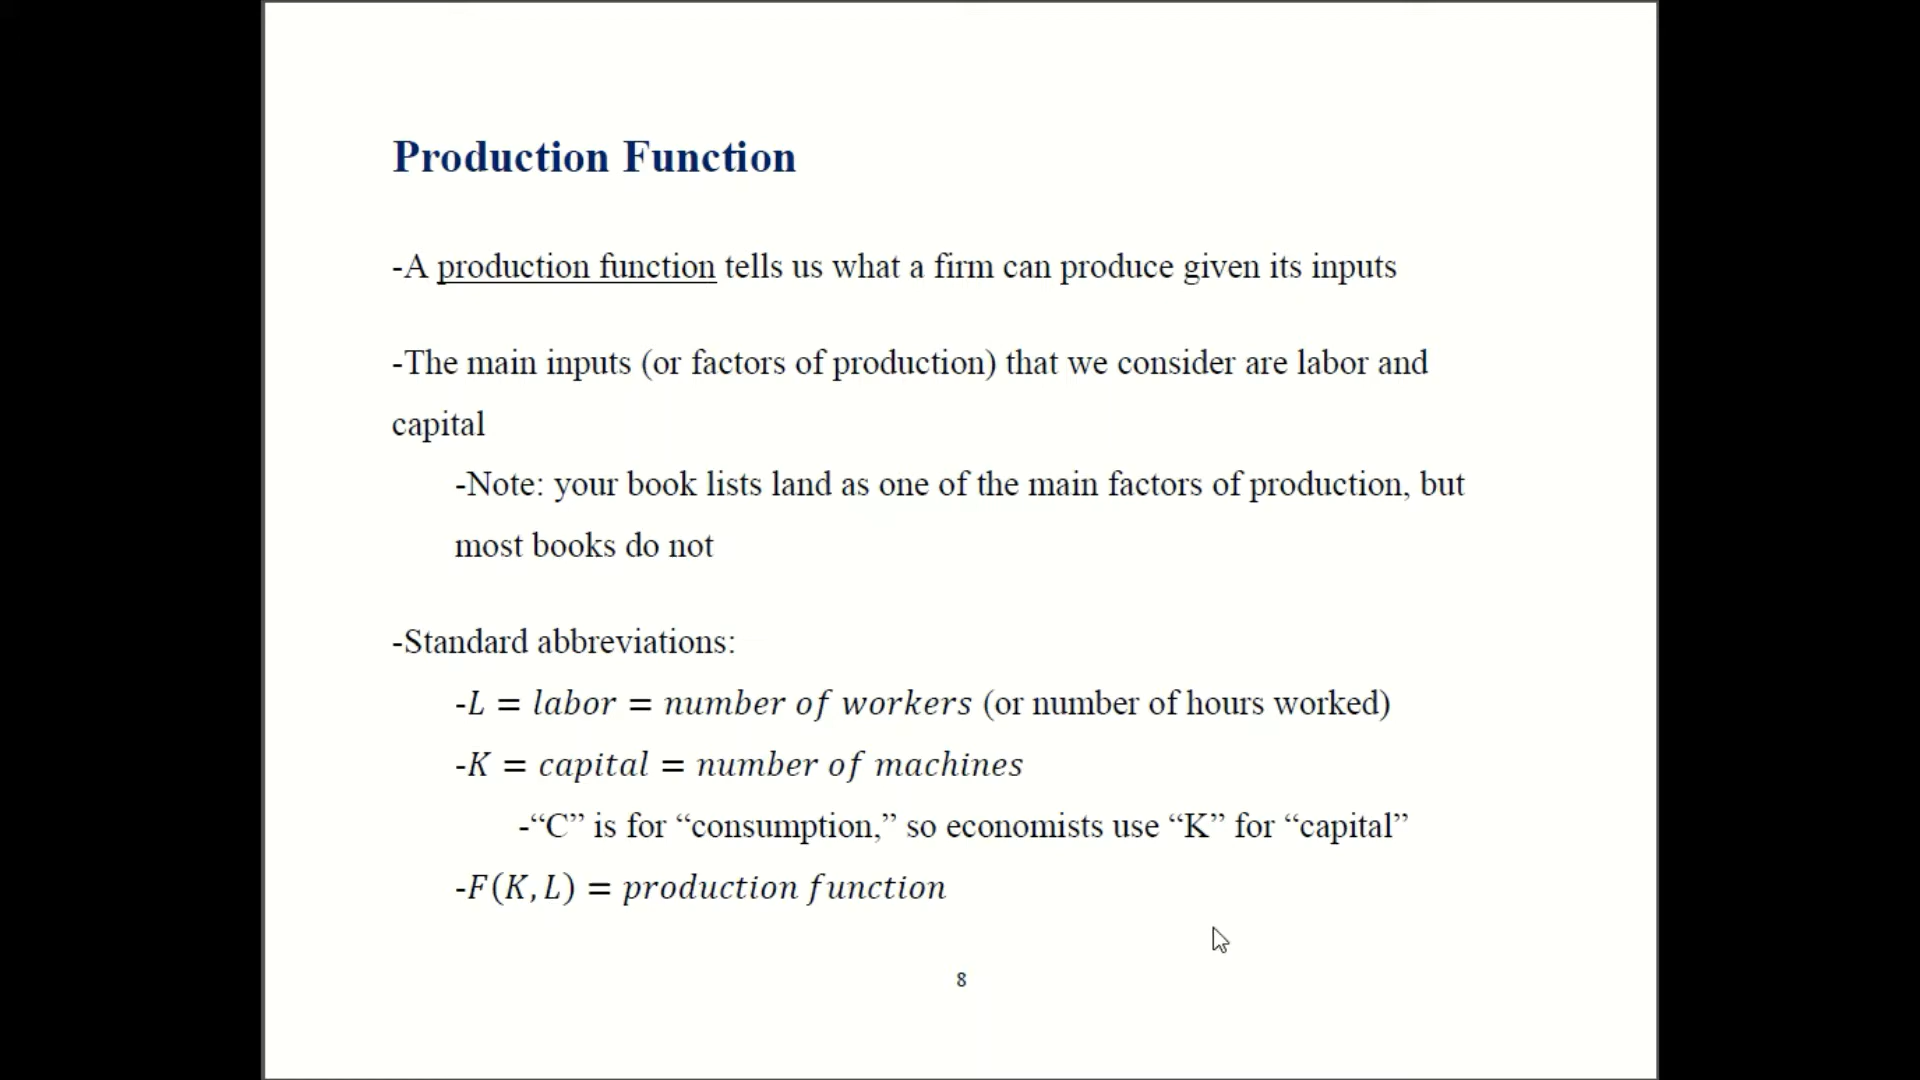 Production Function
-A production function tells us what a firm can produce given its inputs
-The main inputs (or factors of production) that we consider are labor and
capital
-Note: your book lists land as one of the main factors of production, but
most books do not
-Standard abbreviations:
-L = labor = number of workers (or number of hours worked)
-K = capital = number of machines
-“C” is for “consumption,” so economists use “K” for “capital”
-F(K, L) = production function
8